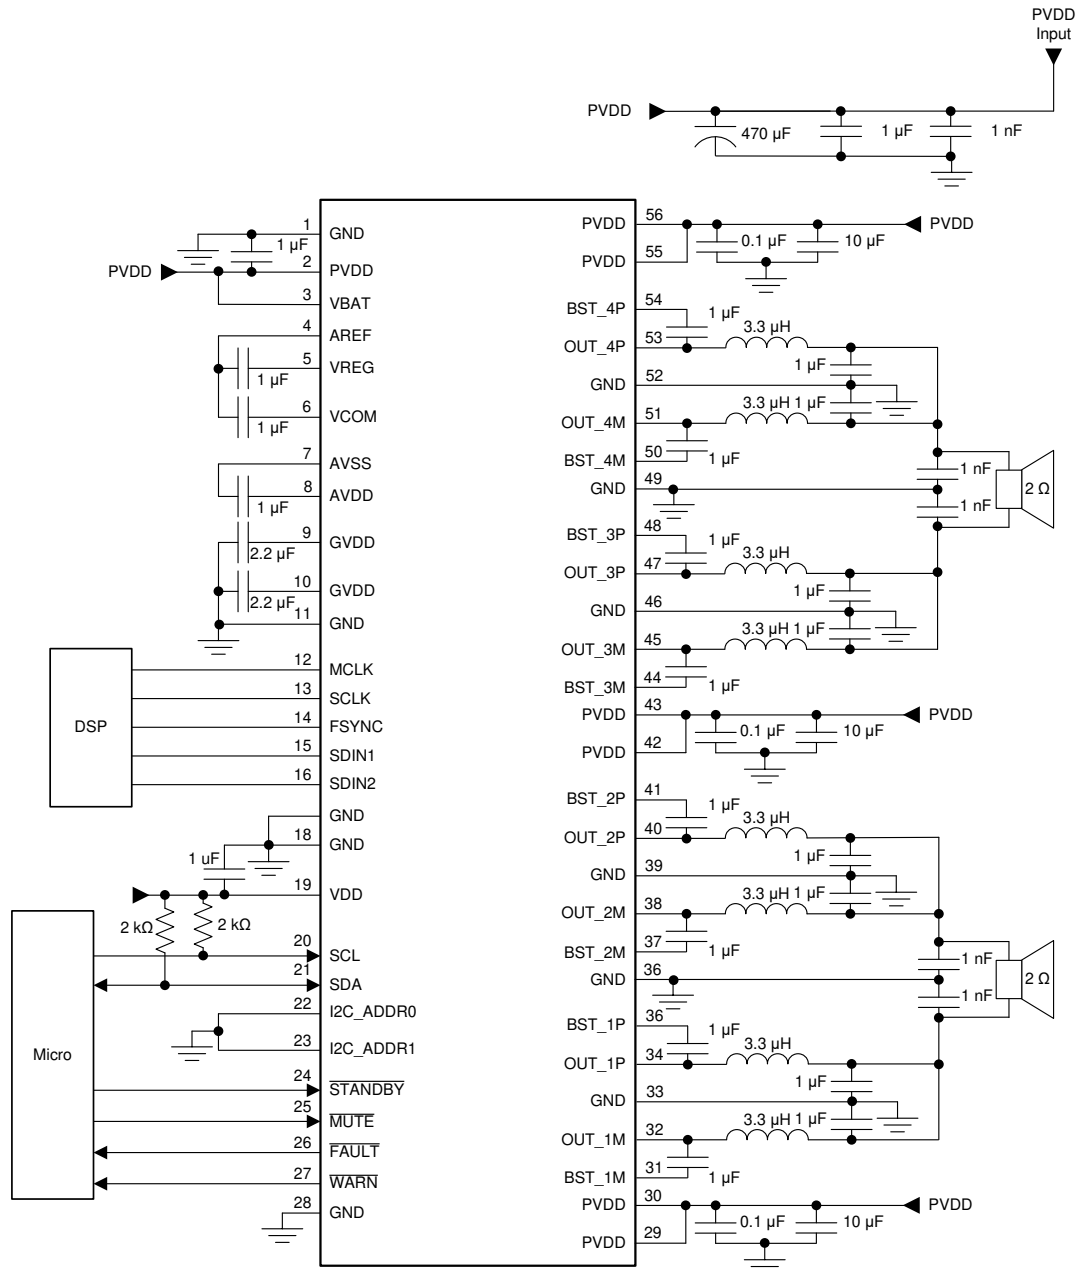 PVDD
Input
PVDD
470 µF
1 µF
1 nF
1
GND
1 µF
PVDD
2
PVDD
3
VBAT
4
AREF
5
VREG
1 µF
6
VCOM
1 µF
7
AVSS
8
AVDD
1 µF
9
GVDD
2.2 µF
10
GVDD
2.2 µF
11
GND
DSP
12
MCLK
13
SCLK
14
FSYNC
15
SDIN1
16
SDIN2
GND
18
GND
1 uF
19
VDD
2 kΩ
2 kΩ
Micro
20
SCL
21
SDA
22
I2C_ADDR0
23
I2C_ADDR1
24
STANDBY
25
MUTE
26
FAULT
27
WARN
28
GND
PVDD
56
PVDD
0.1 µF
10 µF
PVDD
55
BST_4P
54
1 µF
OUT_4P
53
3.3 µH
1 µF
GND
52
OUT_4M
51
3.3 µH
1 µF
BST_4M
50
1 µF
GND
49
1 nF
1 nF
2 Ω
BST_3P
48
1 µF
OUT_3P
47
3.3 µH
1 µF
GND
46
OUT_3M
45
3.3 µH
1 µF
BST_3M
44
1 µF
PVDD
43
PVDD
0.1 µF
10 µF
PVDD
42
BST_2P
41
1 µF
OUT_2P
40
3.3 µH
1 µF
GND
39
OUT_2M
38
3.3 µH
1 µF
BST_2M
37
1 µF
GND
36
1 nF
1 nF
2 Ω
BST_1P
36
1 µF
OUT_1P
34
3.3 µH
1 µF
GND
33
OUT_1M
32
3.3 µH
1 µF
BST_1M
31
1 µF
PVDD
30
PVDD
0.1 µF
10 µF
PVDD
29